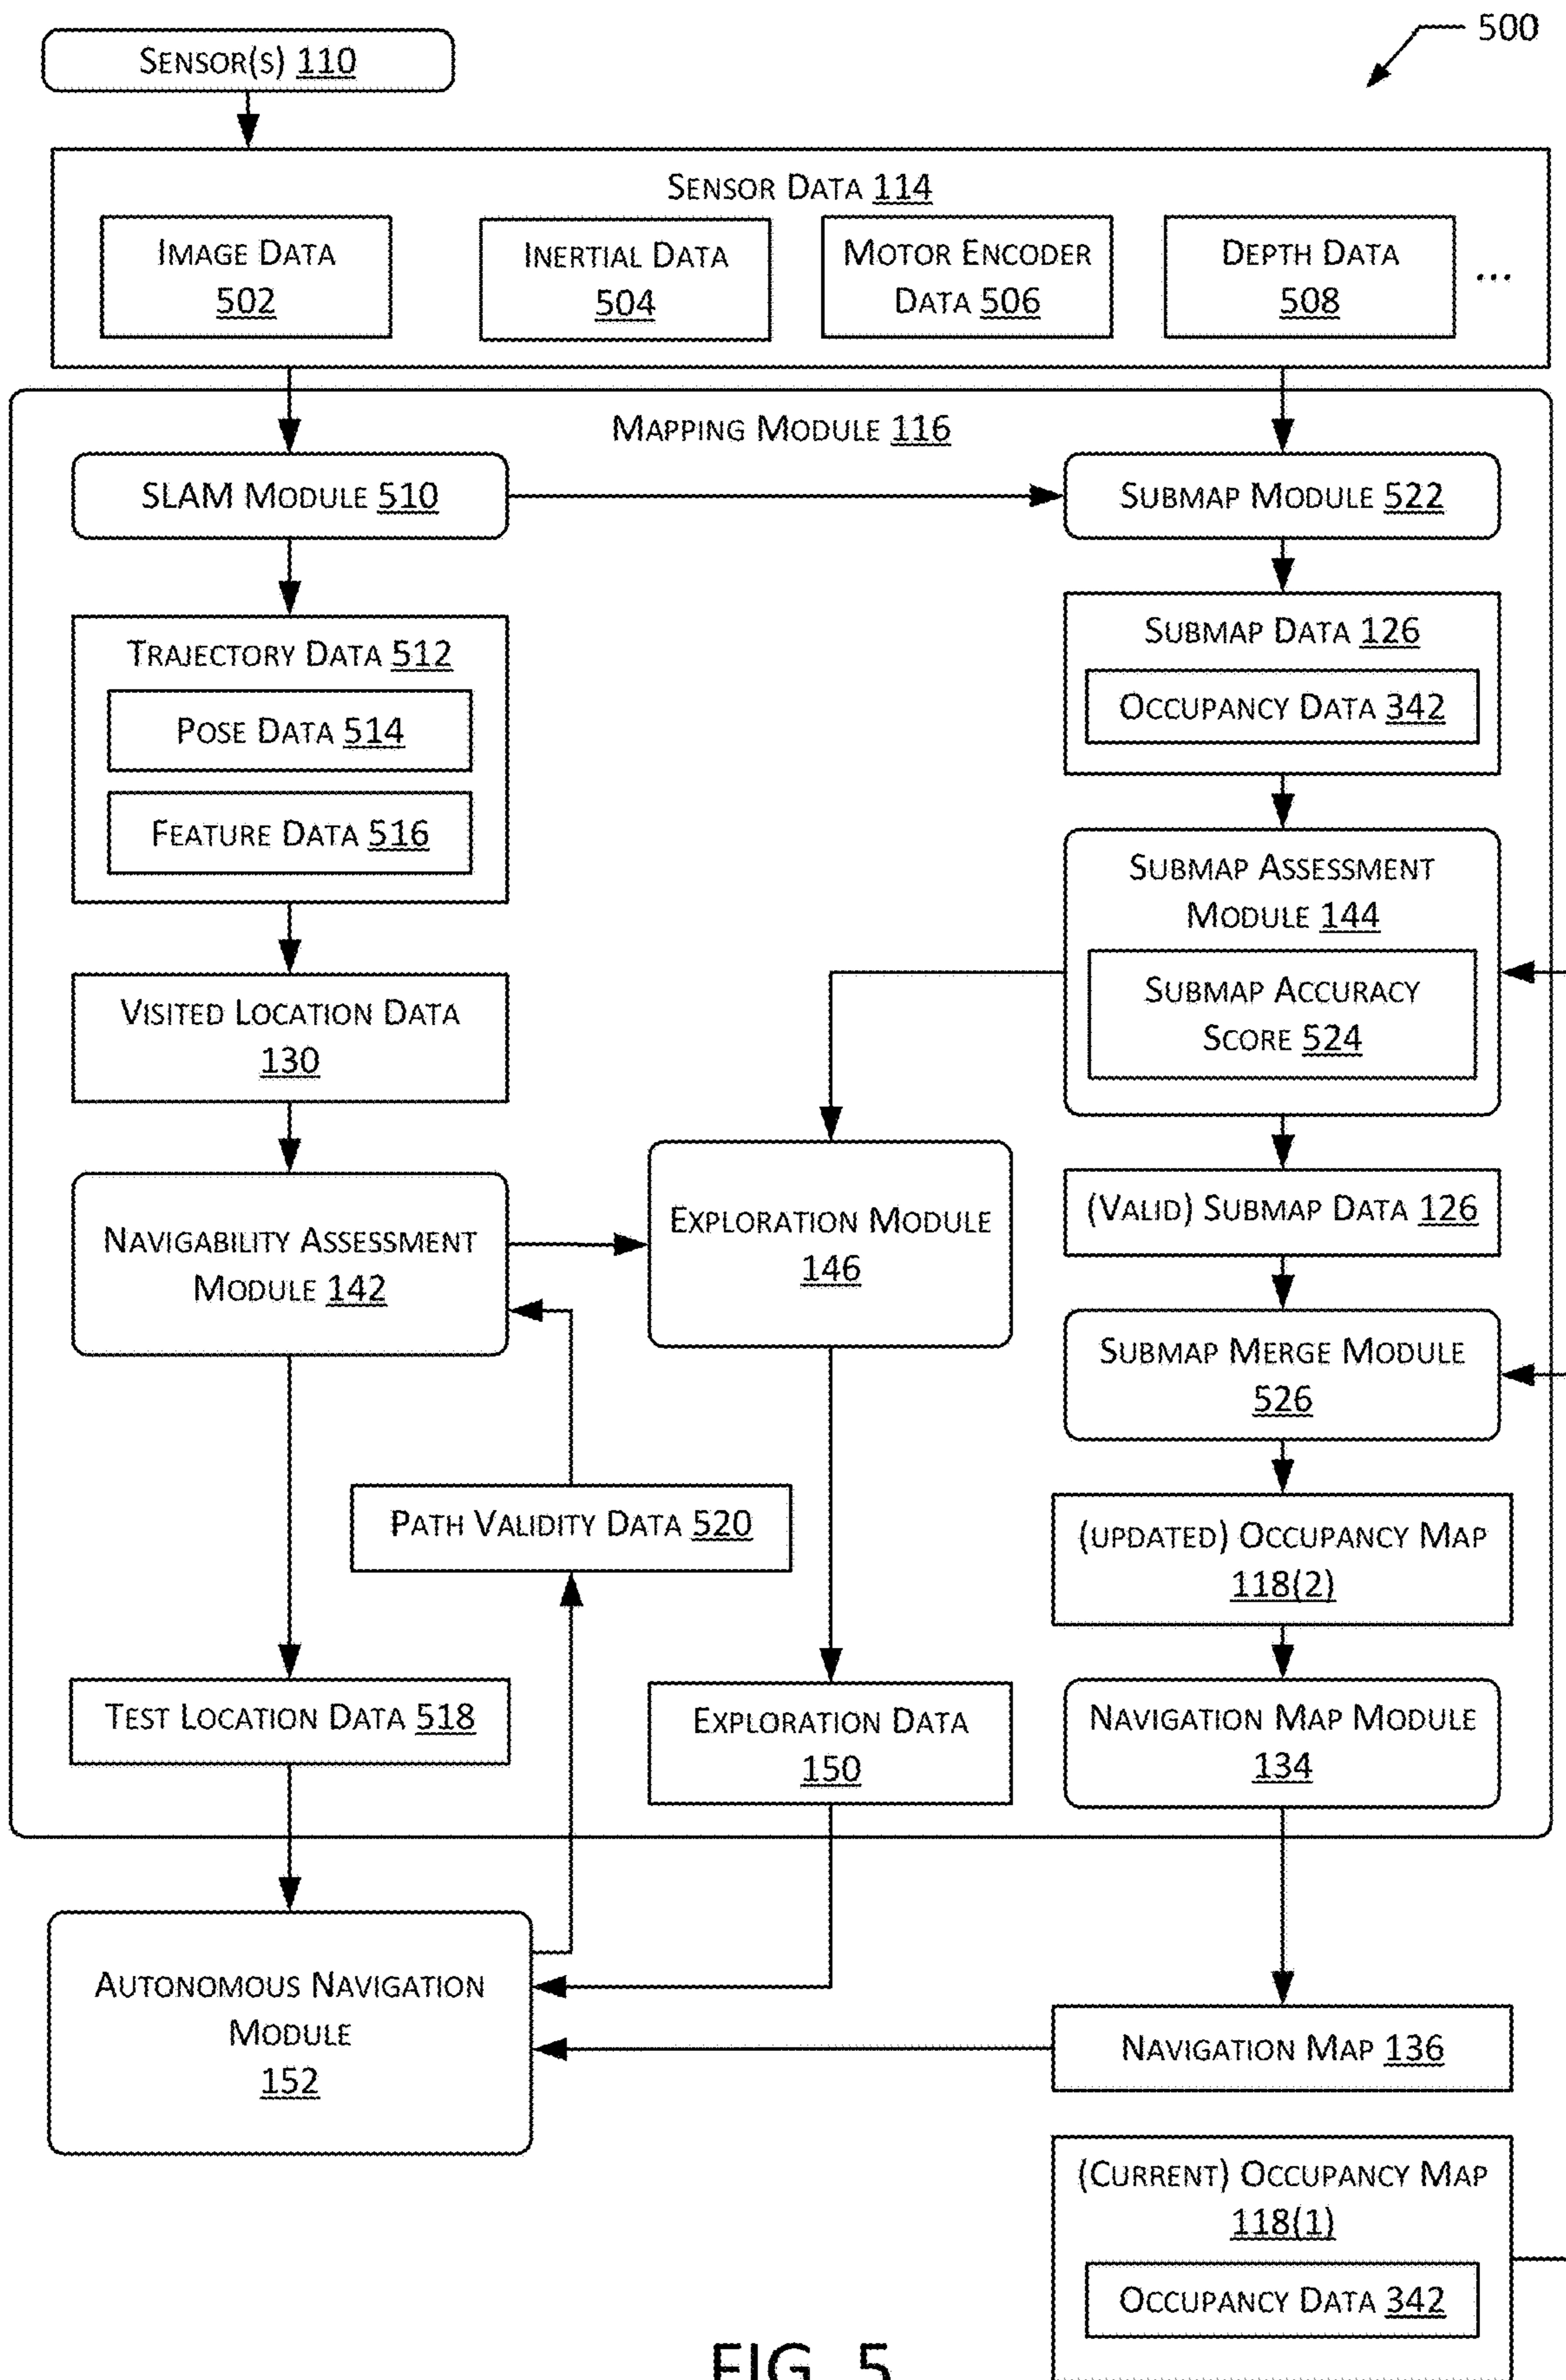 500
SENSOR(S) 110
SENSOR DATA 114
IMAGE DATA
502
INERTIAL DATA
504
MOTOR ENCODER
DATA 506
DEPTH DATA
508
...
MAPPING MODULE 116
SLAM MODULE 510
SUBMAP MODULE 522
TRAJECTORY DATA 512
POSE DATA 514
FEATURE DATA 516
SUBMAP DATA 126
OCCUPANCY DATA 342
SUBMAP ASSESSMENT
MODULE 144
SUBMAP ACCURACY
SCORE 524
VISITED LOCATION DATA
130
NAVIGABILITY ASSESSMENT
MODULE 142
EXPLORATION MODULE
146
(VALID) SUBMAP DATA 126
SUBMAP MERGE MODULE
526
PATH VALIDITY DATA 520
(UPDATED) OCCUPANCY MAP
118(2)
TEST LOCATION DATA 518
EXPLORATION DATA
150
NAVIGATION MAP MODULE
134
AUTONOMOUS NAVIGATION
MODULE
152
NAVIGATION MAP 136
(CURRENT) OCCUPANCY MAP
118(1)
OCCUPANCY DATA 342
FIG. 5